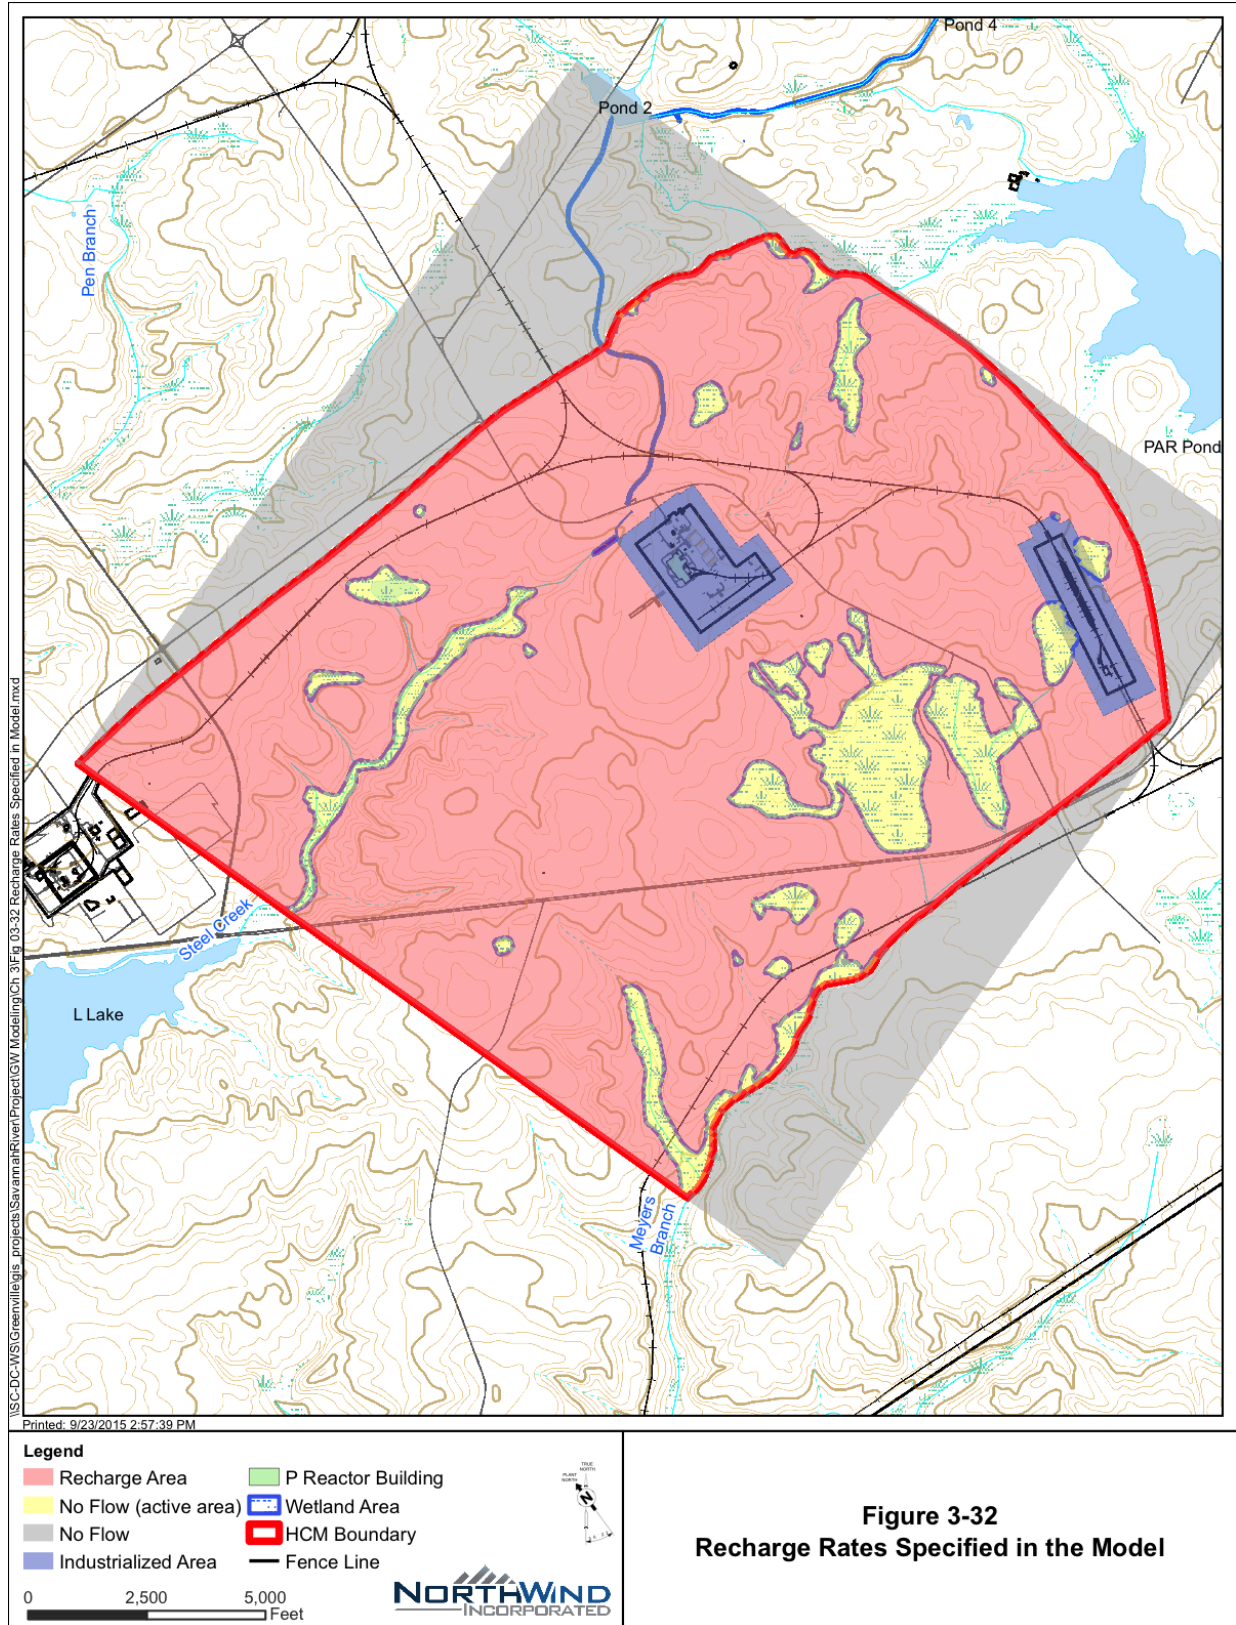 Pond 4
Pond 2
Pen Branch
PAR Pond
Steel Creek
L Lake
Meyers
Branch
\\SC-DC-WS\Greenville\gis_projects\SavannahRiver\Project\GW Modeling\Ch 3\Fig 03-32 Recharge Rates Specified in Model.mxd
Printed: 9/23/2015 2:57:39 PM
Legend
Recharge Area
No Flow (active area)
No Flow
Industrialized Area
P Reactor Building
Wetland Area
HCM Boundary
Fence Line
TRUE
NORTH
PLANT
NORTH
N
0 2,500 5,000
Feet
NORTHWIND
INCORPORATED
Figure 3-32
Recharge Rates Specified in the Model